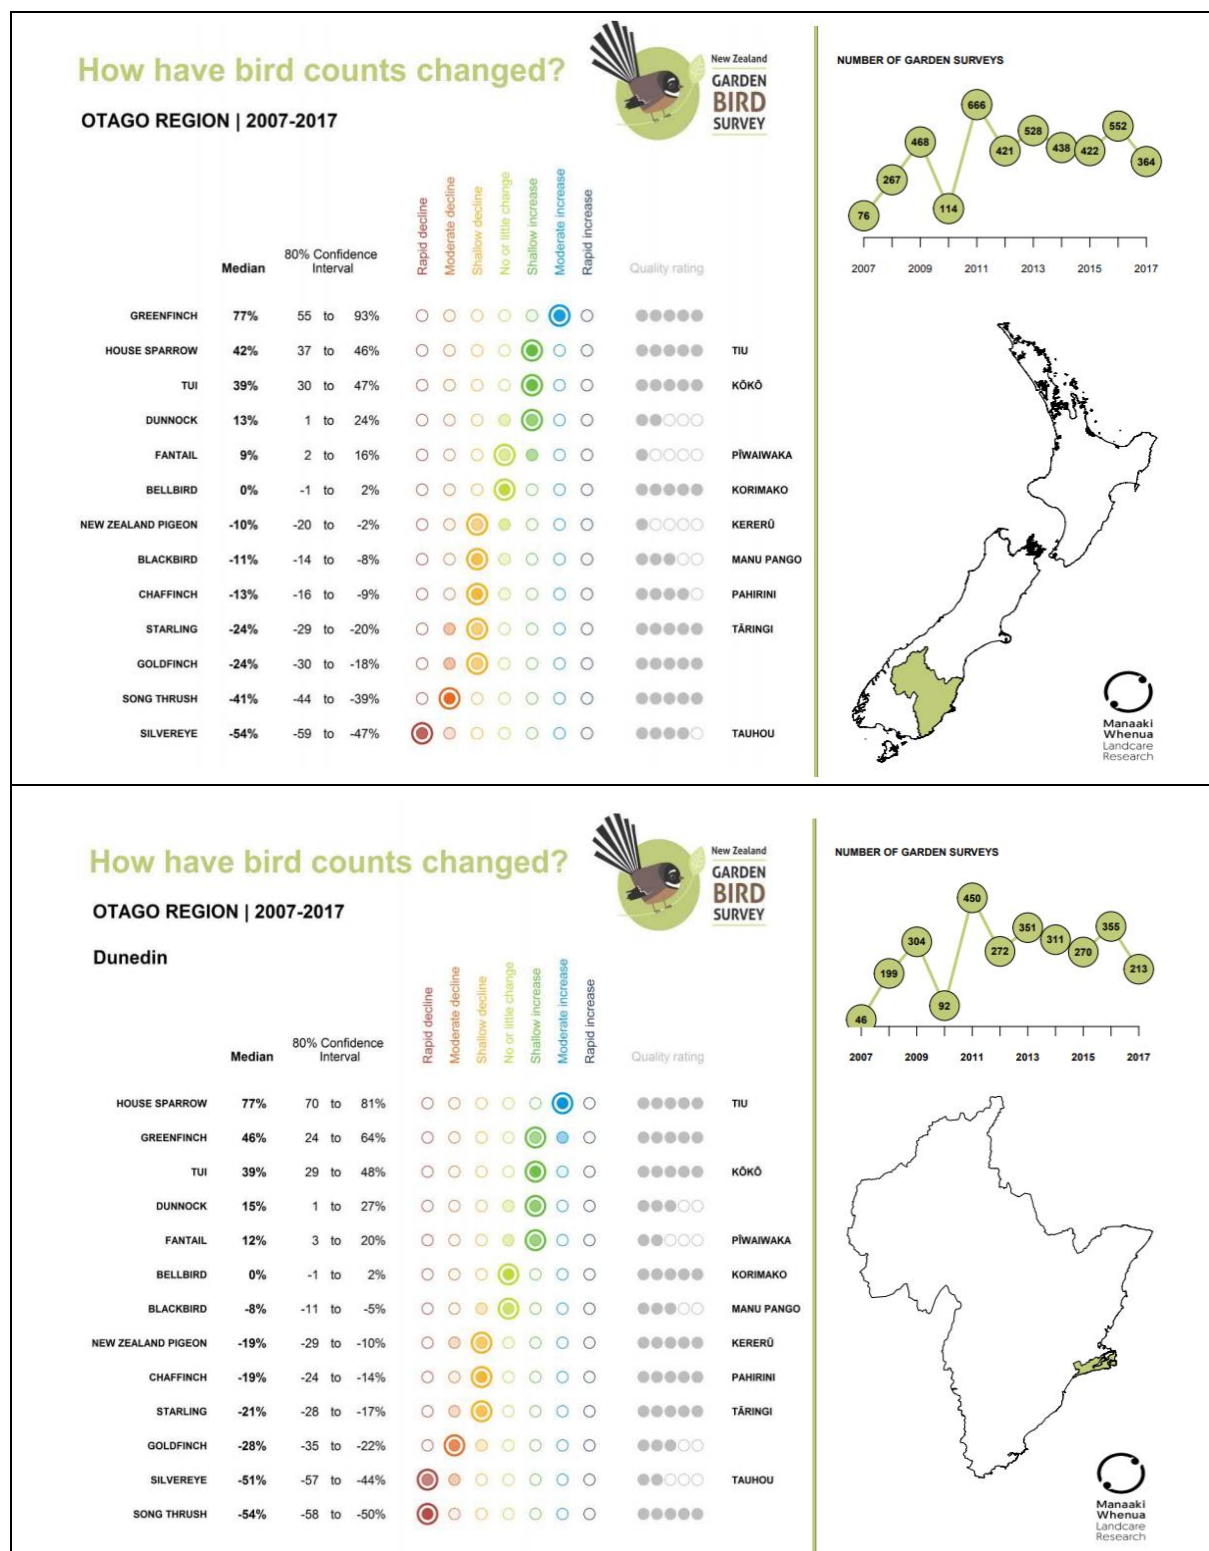 How have bird counts changed?
OTAGO REGION | 2007-2017
New Zealand
GARDEN
BIRD
SURVEY
Median
80% Confidence
Interval
Rapid decline
Moderate decline
Shallow decline
No or little change
Shallow increase
Moderate increase
Rapid increase
Quality rating
GREENFINCH 77% 55 to 93%
HOUSE SPARROW 42% 37 to 46% TIU
TUI 39% 30 to 47% KŌKŌ
DUNNOCK 13% 1 to 24%
FANTAIL 9% 2 to 16% PĪWAIWAKA
BELLBIRD 0% -1 to 2% KORIMAKO
NEW ZEALAND PIGEON -10% -20 to -2% KERERŪ
BLACKBIRD -11% -14 to -8% MANU PANGO
CHAFFINCH -13% -16 to -9% PAHIRINI
STARLING -24% -29 to -20% TĀRINGI
GOLDFINCH -24% -30 to -18%
SONG THRUSH -41% -44 to -39%
SILVEREYE -54% -59 to -47% TAUHOU
NUMBER OF GARDEN SURVEYS
76 267 468 114 666 421 528 438 422 552 364
2007 2009 2011 2013 2015 2017
Manaaki
Whenua
Landcare
Research
How have bird counts changed?
OTAGO REGION | 2007-2017
Dunedin
New Zealand
GARDEN
BIRD
SURVEY
Median
80% Confidence
Interval
Rapid decline
Moderate decline
Shallow decline
No or little change
Shallow increase
Moderate increase
Rapid increase
Quality rating
HOUSE SPARROW 77% 70 to 81% TIU
GREENFINCH 46% 24 to 64%
TUI 39% 29 to 48% KŌKŌ
DUNNOCK 15% 1 to 27%
FANTAIL 12% 3 to 20% PĪWAIWAKA
BELLBIRD 0% -1 to 2% KORIMAKO
BLACKBIRD -8% -11 to -5% MANU PANGO
NEW ZEALAND PIGEON -19% -29 to -10% KERERŪ
CHAFFINCH -19% -24 to -14% PAHIRINI
STARLING -21% -28 to -17% TĀRINGI
GOLDFINCH -28% -35 to -22%
SILVEREYE -51% -57 to -44% TAUHOU
SONG THRUSH -54% -58 to -50%
NUMBER OF GARDEN SURVEYS
46 199 304 92 450 272 351 311 270 355 213
2007 2009 2011 2013 2015 2017
Manaaki
Whenua
Landcare
Research